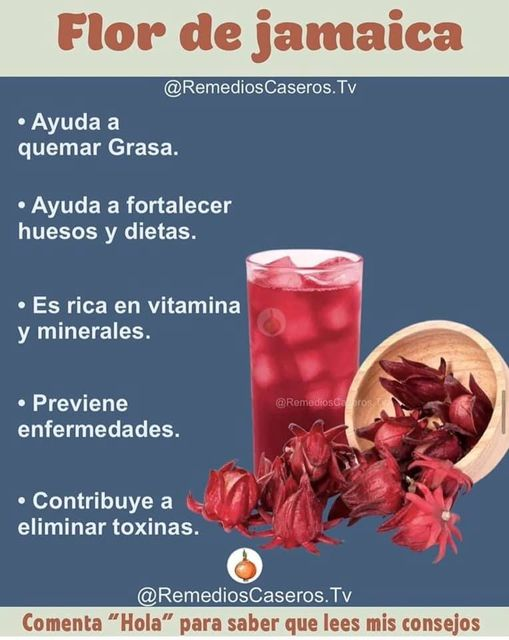 Flor de jamaica
@RemediosCaseros.Tv
• Ayuda a
quemar Grasa.
• Ayuda a fortalecer
huesos y dietas.
• Es rica en vitamina
y minerales.
@RemediosCaseros.Tv
• Previene
enfermedades.
• Contribuye a
eliminar toxinas.
@RemediosCaseros.Tv
Comenta "Hola" para saber que lees mis consejos